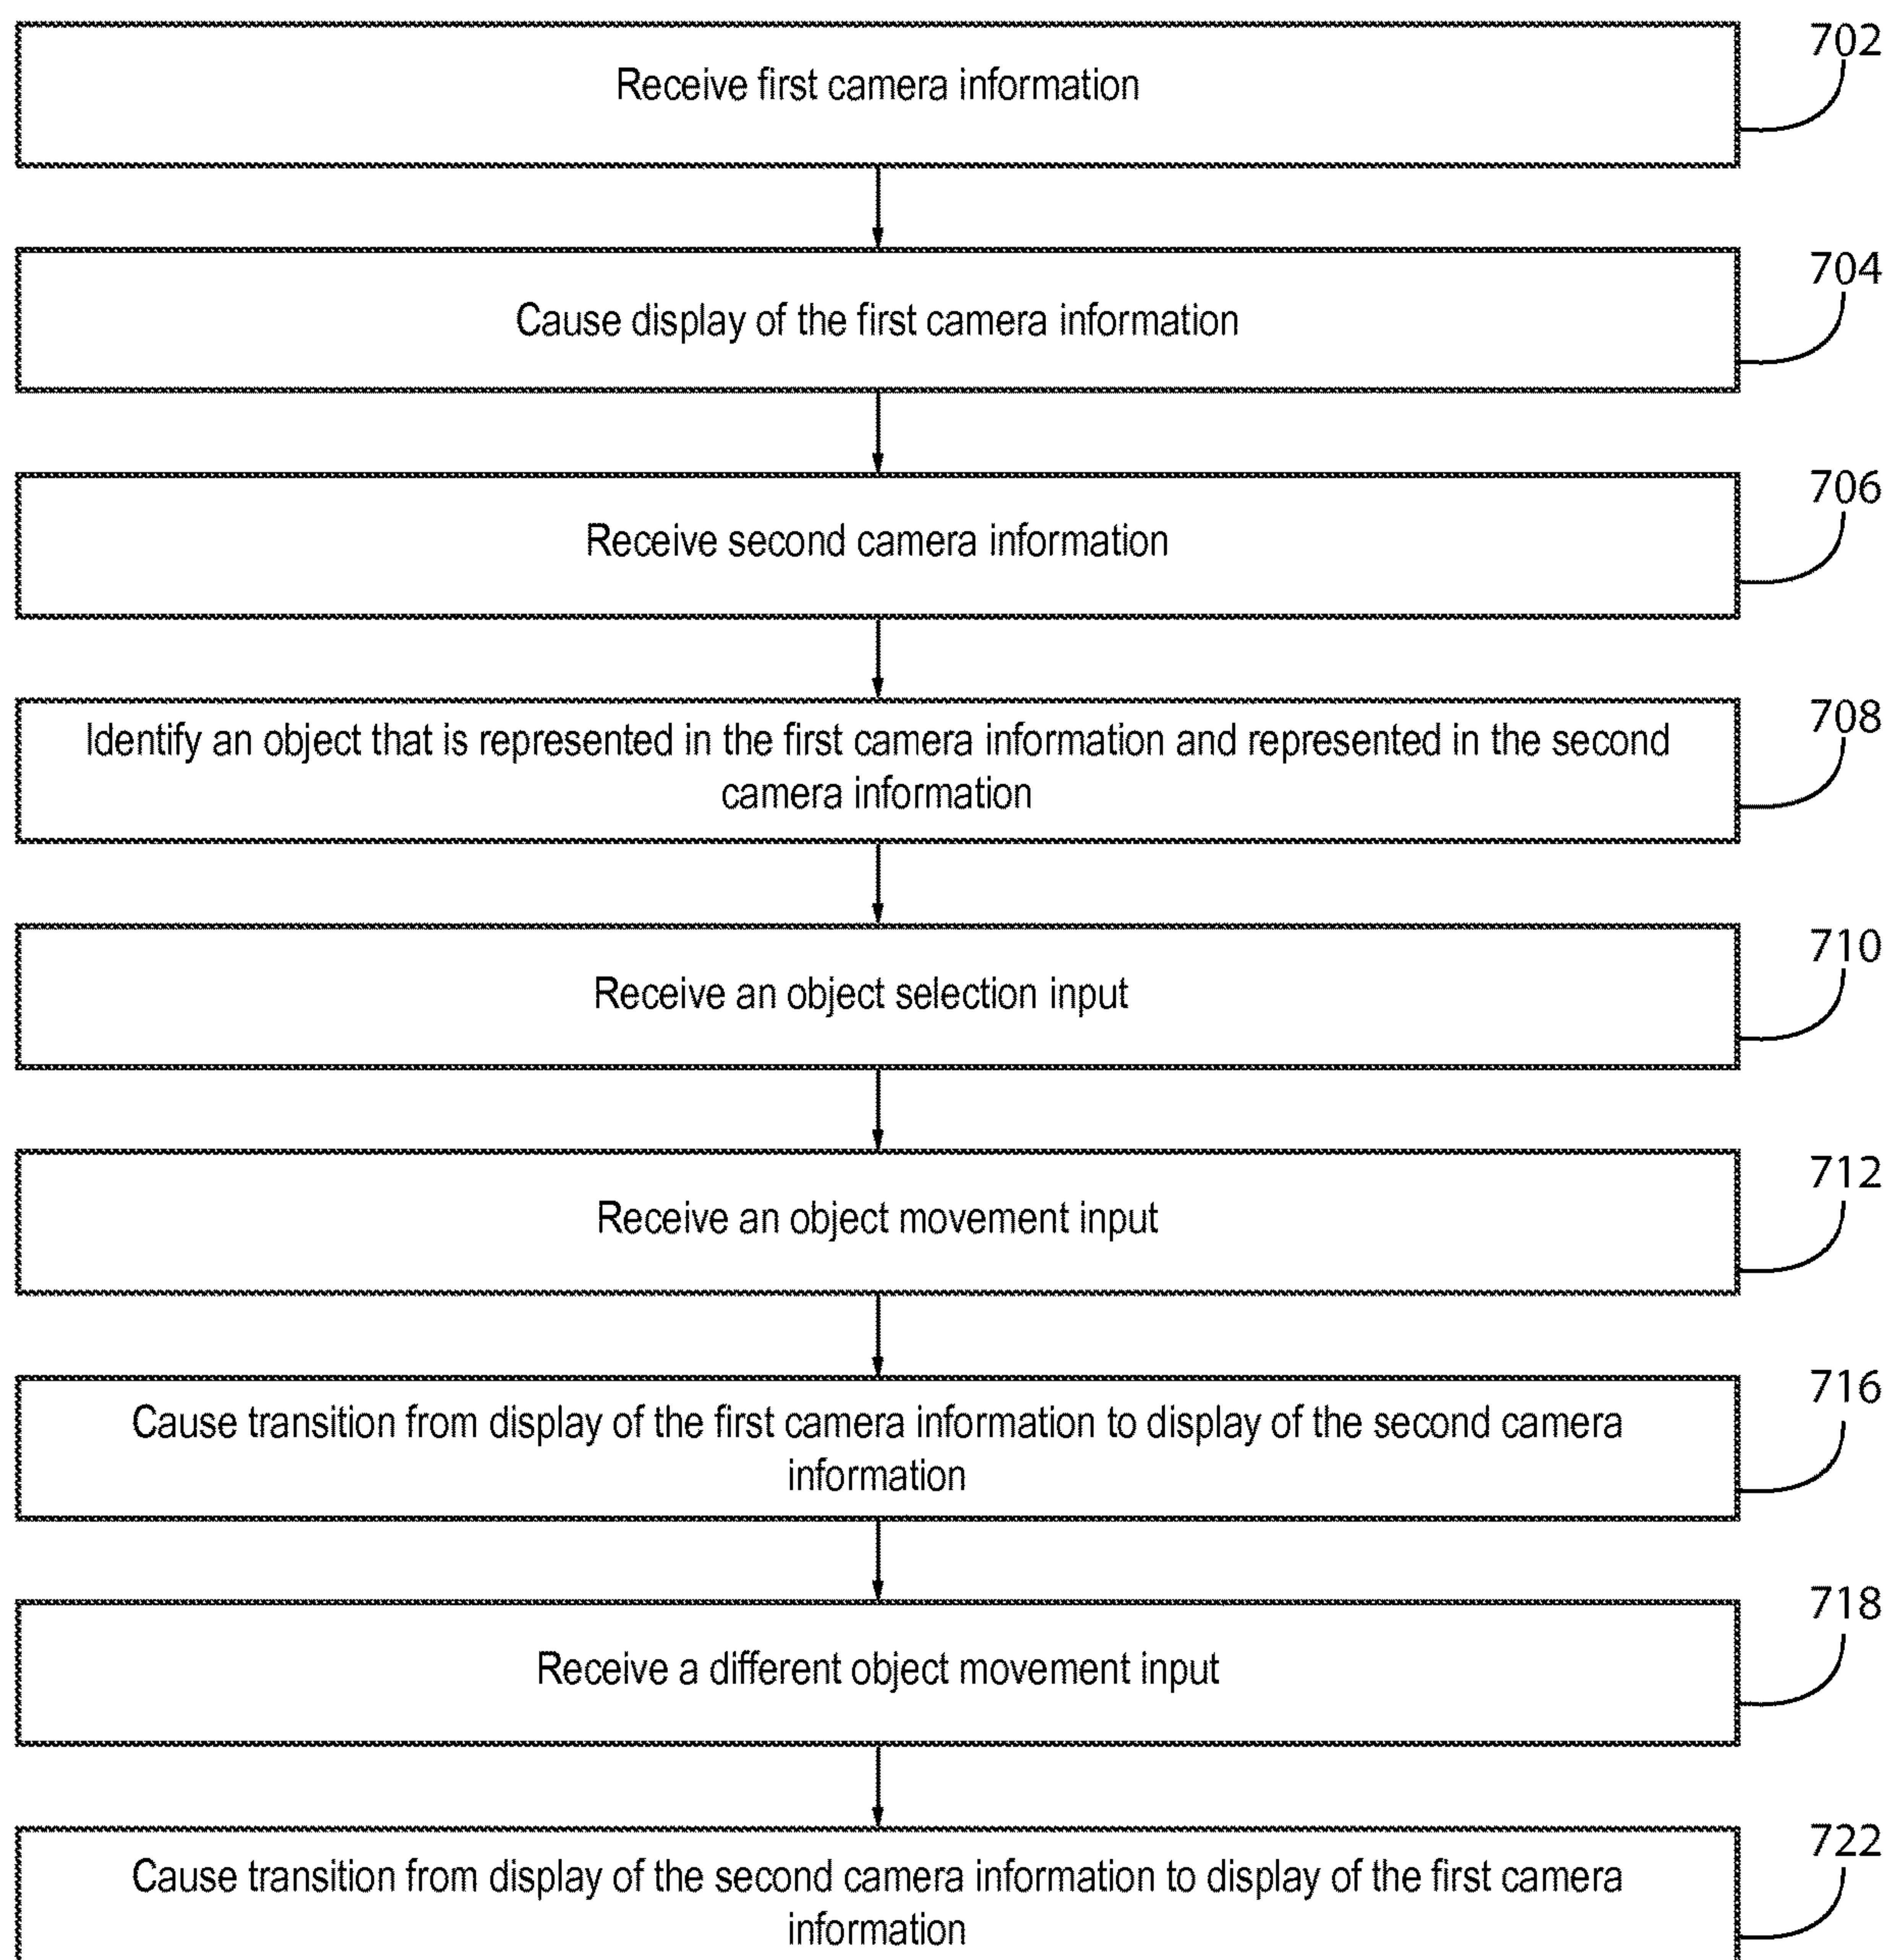 702
Receive first camera information
704
Cause display of the first camera information
706
Receive second camera information
708
Identify an object that is represented in the first camera information and represented in the second
camera information
710
Receive an object selection input
712
Receive an object movement input
716
Cause transition from display of the first camera information to display of the second camera
information
718
Receive a different object movement input
722
Cause transition from display of the second camera information to display of the first camera
information